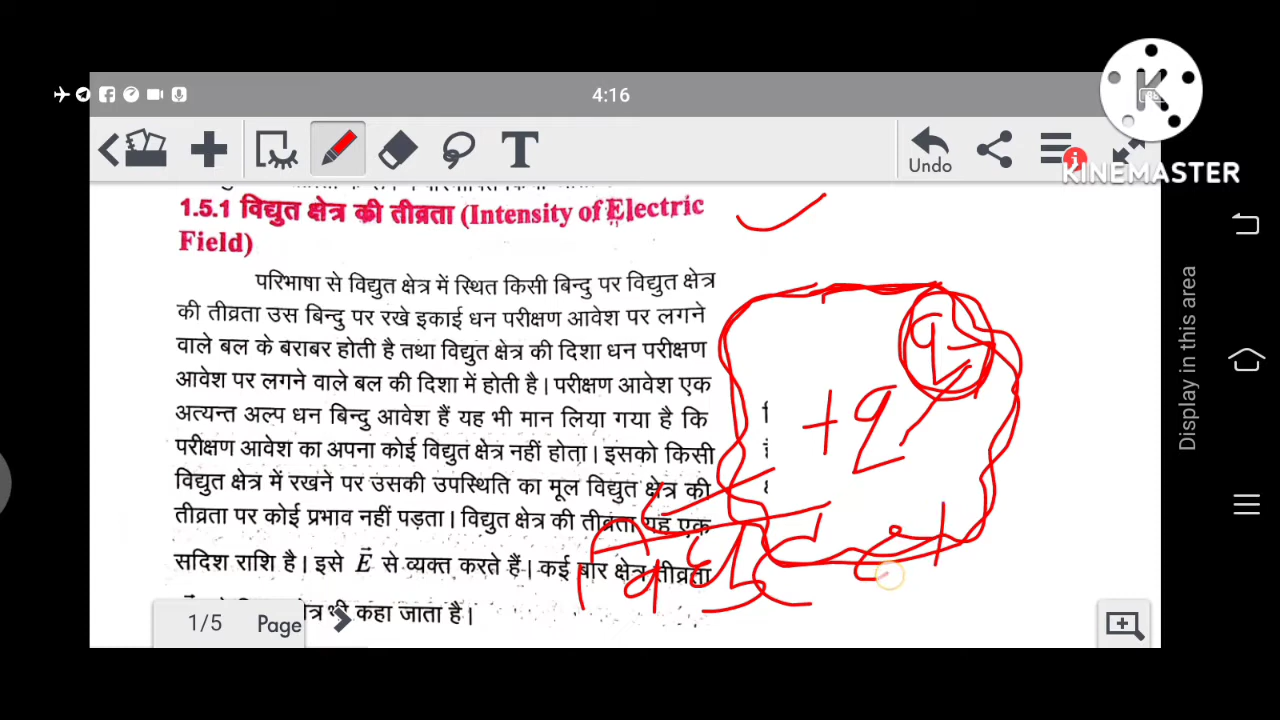 4:16
KINEMASTER
Undo
1.5.1 विद्युत क्षेत्र की तीव्रता (Intensity of Electric
Field)
परिभाषा से विद्युत क्षेत्र में स्थित किसी बिन्दु पर विद्युत क्षेत्र
की तीव्रता उस बिन्दु पर रखे इकाई धन परीक्षण आवेश पर लगने
वाले बल के बराबर होती है तथा विद्युत क्षेत्र की दिशा धन परीक्षण
आवेश पर लगने वाले बल की दिशा में होती है। परीक्षण आवेश एक
अत्यन्त अल्प धन बिन्दु आवेश हैं यह भी मान लिया गया है कि
परीक्षण आवेश का अपना कोई विद्युत क्षेत्र नहीं होता। इसको किसी
विद्युत क्षेत्र में रखने पर उसकी उपस्थिति का मूल विद्युत क्षेत्र की
तीव्रता पर कोई प्रभाव नहीं पड़ता। विद्युत क्षेत्र की तीव्रता यह एक
सदिश राशि है। इसे E⃗ से व्यक्त करते हैं। कई बार क्षेत्र तीव्रता
भी कहा जाता है।
q
+q
1/5 Page
Display in this area